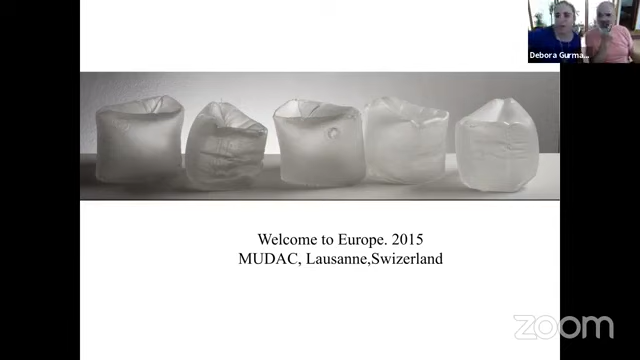 Debora Gurma...
Welcome to Europe. 2015
MUDAC, Lausanne,Swizerland
zoom